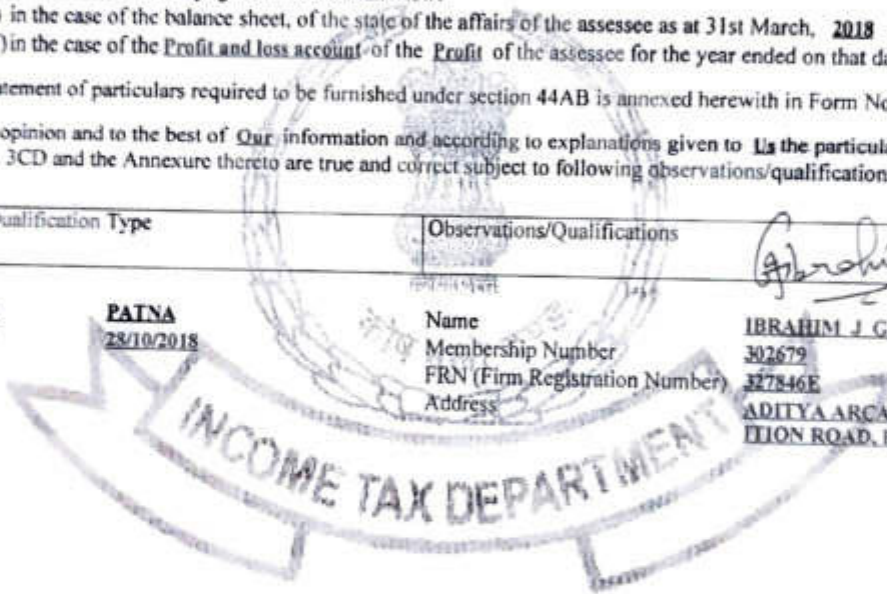 ) in the case of the balance sheet, of the state of the affairs of the assessee as at 31st March, 2018
) in the case of the Profit and loss account of the Profit of the assessee for the year ended on that da
tement of particulars required to be furnished under section 44AB is annexed herewith in Form No
opinion and to the best of Our information and according to explanations given to Us the particula
3CD and the Annexure thereto are true and correct subject to following observations/qualification
ualification Type Observations/Qualifications
PATNA Name IBRAHIM J G
28/10/2018 Membership Number 302679
FRN (Firm Registration Number) 327846E
Address ADITYA ARCA
ITION ROAD,
INCOME TAX DEPARTMENT